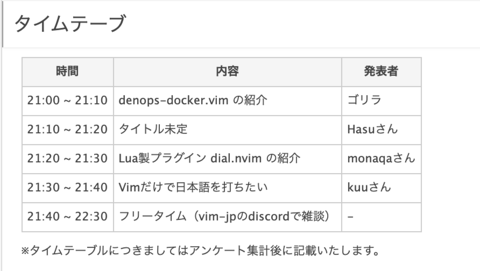 タイムテーブ
時間 内容 発表者
21:00 ~ 21:10 denops-docker.vim の紹介 ゴリラ
21:10 ~ 21:20 タイトル未定 Hasuさん
21:20 ~ 21:30 Lua製プラグイン dial.nvim の紹介 monaqaさん
21:30 ~ 21:40 Vimだけで日本語を打ちたい kuuさん
21:40 ~ 22:30 フリータイム（vim-jpのdiscordで雑談） -
※タイムテーブルにつきましてはアンケート集計後に記載いたします。